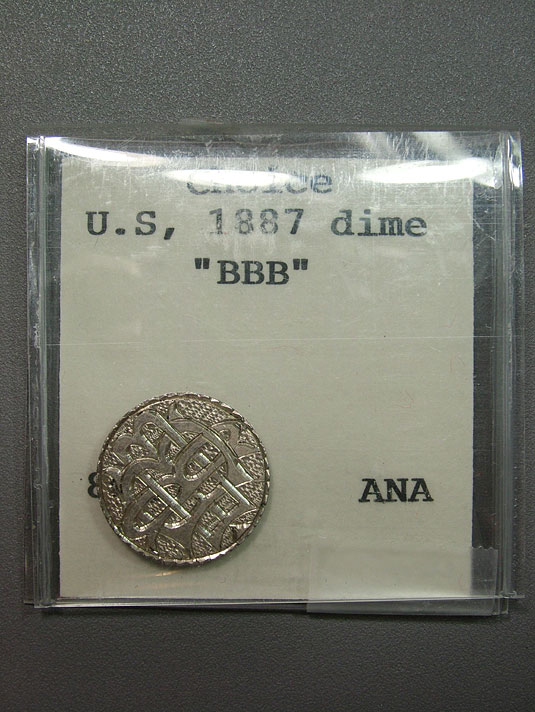 Choice
U.S, 1887 dime
"BBB"
ANA